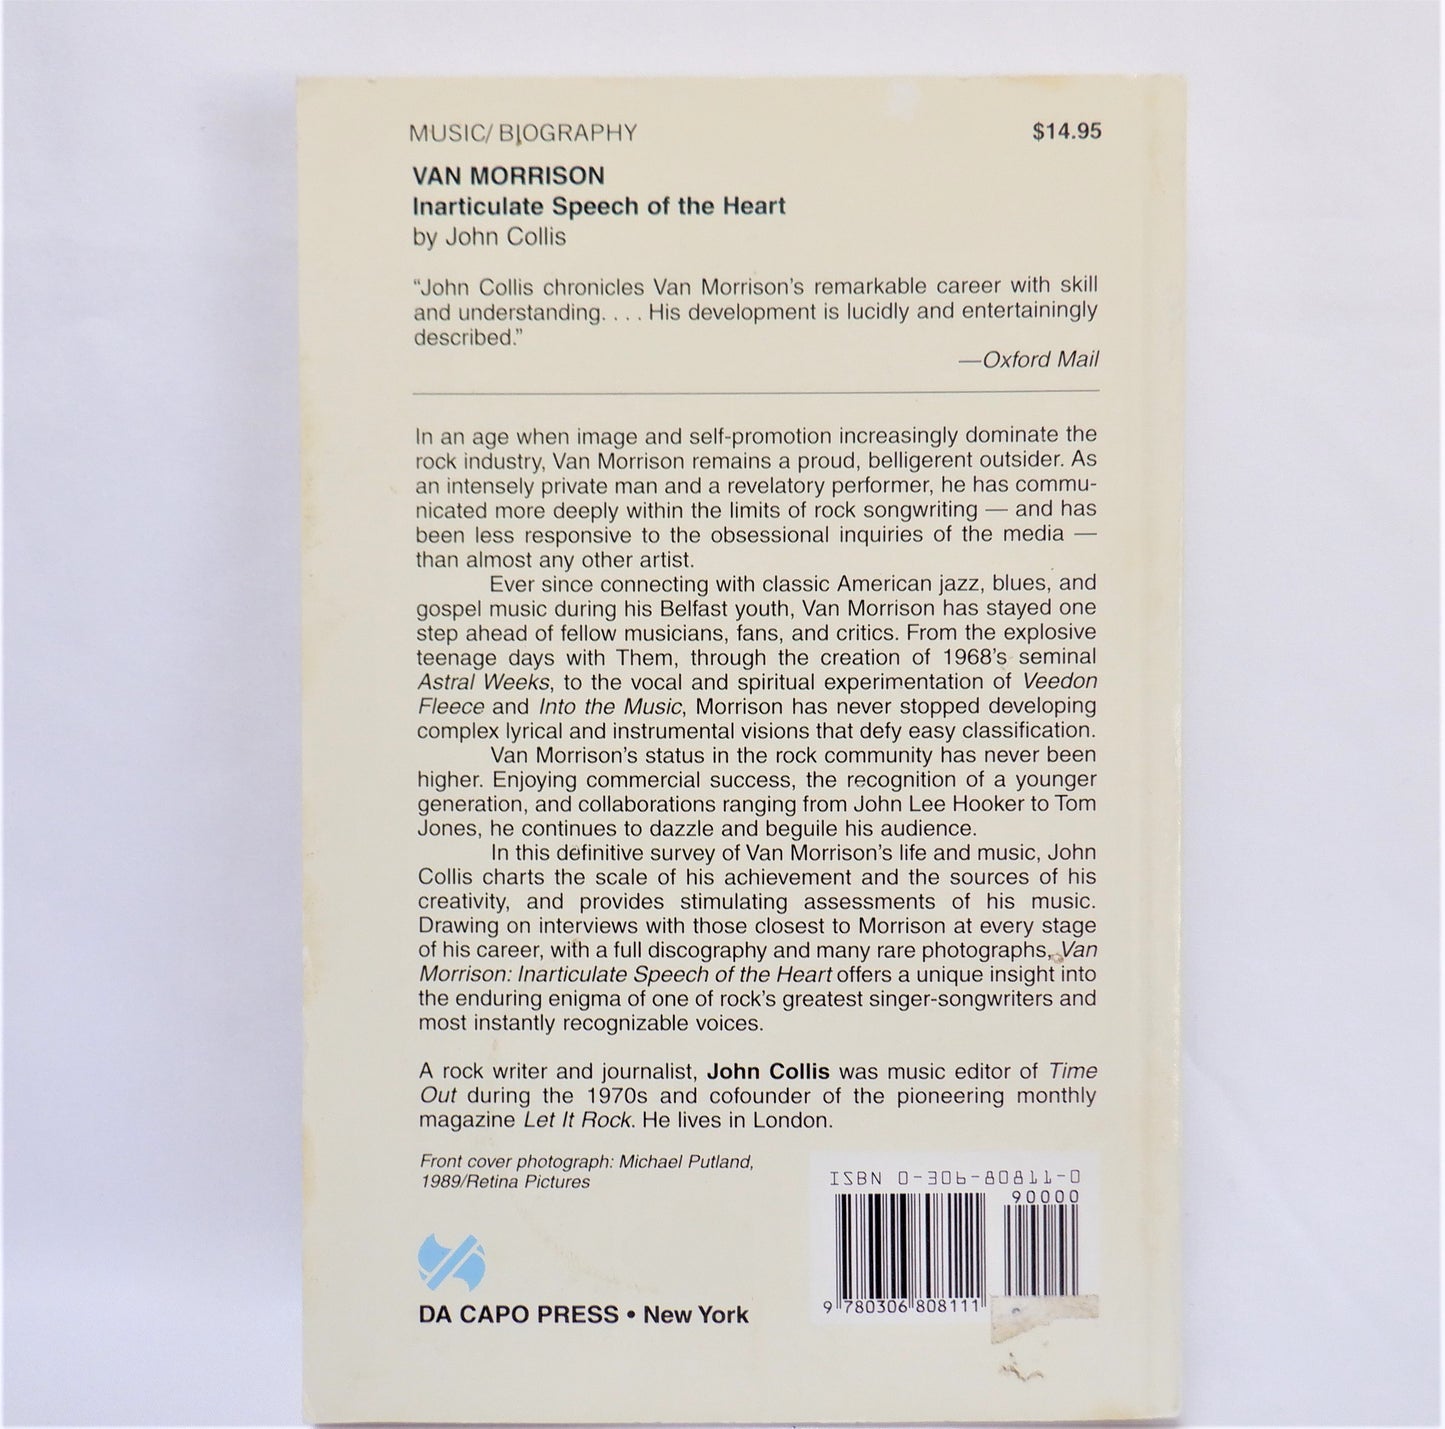 MUSIC/ BIOGRAPHY $14.95
VAN MORRISON
Inarticulate Speech of the Heart
by John Collis
“John Collis chronicles Van Morrison’s remarkable career with skill
and understanding. . . . His development is lucidly and entertainingly
described.”
—Oxford Mail
In an age when image and self-promotion increasingly dominate the
rock industry, Van Morrison remains a proud, belligerent outsider. As
an intensely private man and a revelatory performer, he has commu-
nicated more deeply within the limits of rock songwriting — and has
been less responsive to the obsessional inquiries of the media —
than almost any other artist.
Ever since connecting with classic American jazz, blues, and
gospel music during his Belfast youth, Van Morrison has stayed one
step ahead of fellow musicians, fans, and critics. From the explosive
teenage days with Them, through the creation of 1968’s seminal
Astral Weeks, to the vocal and spiritual experimentation of Veedon
Fleece and Into the Music, Morrison has never stopped developing
complex lyrical and instrumental visions that defy easy classification.
Van Morrison’s status in the rock community has never been
higher. Enjoying commercial success, the recognition of a younger
generation, and collaborations ranging from John Lee Hooker to Tom
Jones, he continues to dazzle and beguile his audience.
In this definitive survey of Van Morrison’s life and music, John
Collis charts the scale of his achievement and the sources of his
creativity, and provides stimulating assessments of his music.
Drawing on interviews with those closest to Morrison at every stage
of his career, with a full discography and many rare photographs, Van
Morrison: Inarticulate Speech of the Heart offers a unique insight into
the enduring enigma of one of rock’s greatest singer-songwriters and
most instantly recognizable voices.
A rock writer and journalist, John Collis was music editor of Time
Out during the 1970s and cofounder of the pioneering monthly
magazine Let It Rock. He lives in London.
Front cover photograph: Michael Putland,
1989/Retina Pictures
ISBN 0-306-80811-0
90000
9 780306 808111
DA CAPO PRESS • New York